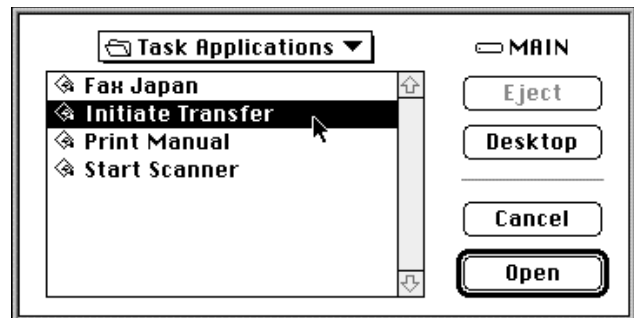 Task Applications
MAIN
Fax Japan
Initiate Transfer
Print Manual
Start Scanner
Eject
Desktop
Cancel
Open